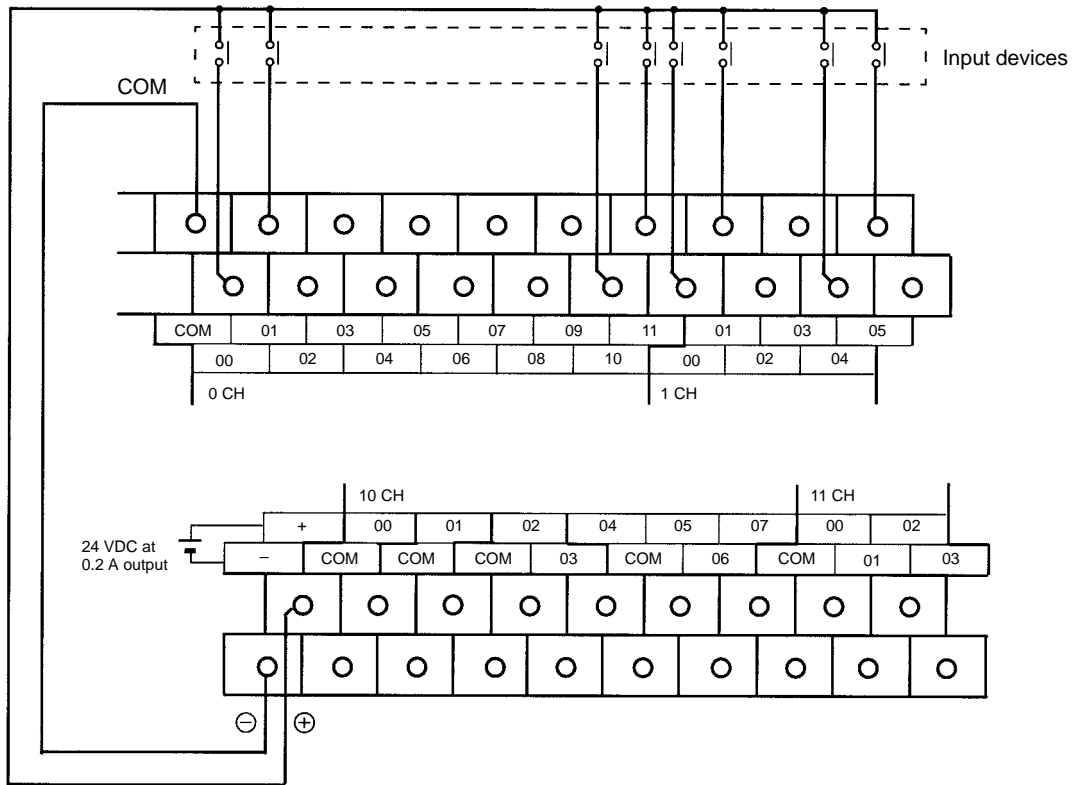 Input devices
COM
COM 01 03 05 07 09 11 01 03 05
00 02 04 06 08 10 00 02 04
0 CH 1 CH
10 CH 11 CH
+ 00 01 02 04 05 07 00 02
24 VDC at
0.2 A output
− COM COM COM 03 COM 06 COM 01 03
⊖ ⊕